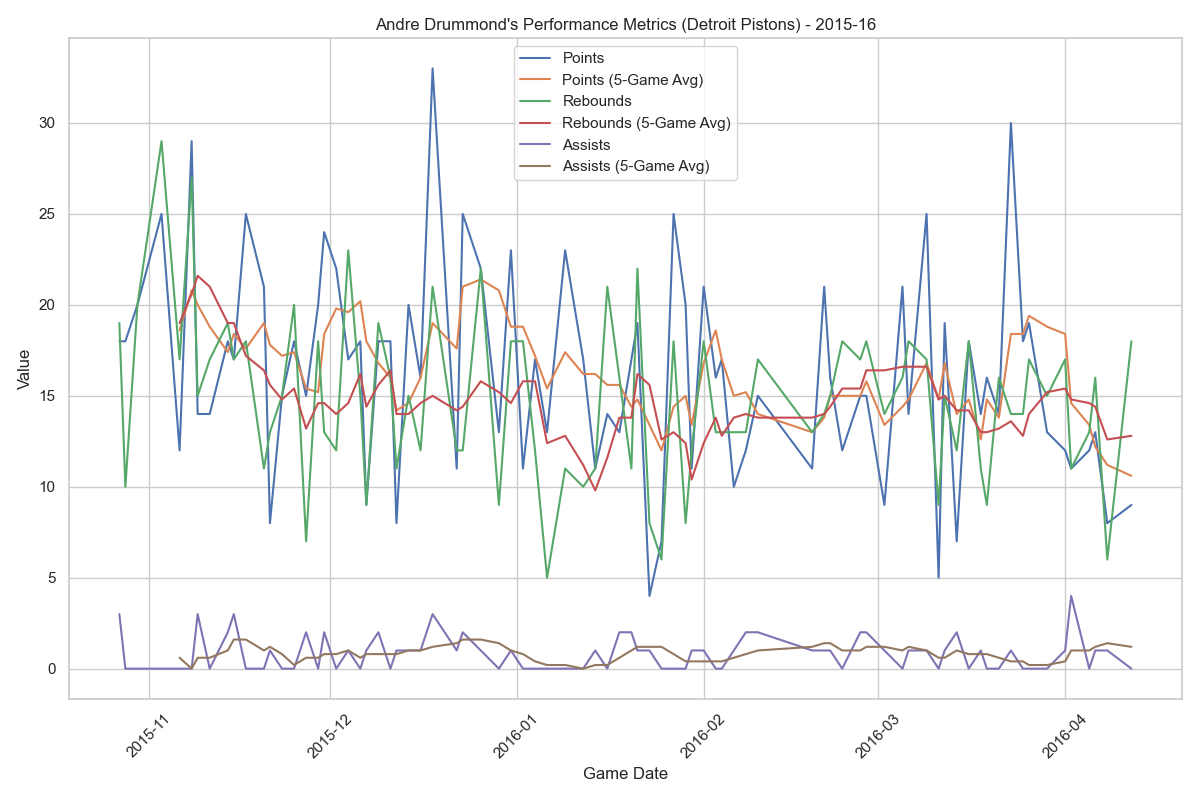 Andre Drummond's Performance Metrics (Detroit Pistons) - 2015-16
Points
Points (5-Game Avg)
Rebounds
Rebounds (5-Game Avg)
Assists
Assists (5-Game Avg)
Value
30
25
20
15
10
5
0
2015-11
2015-12
2016-01
2016-02
2016-03
2016-04
Game Date